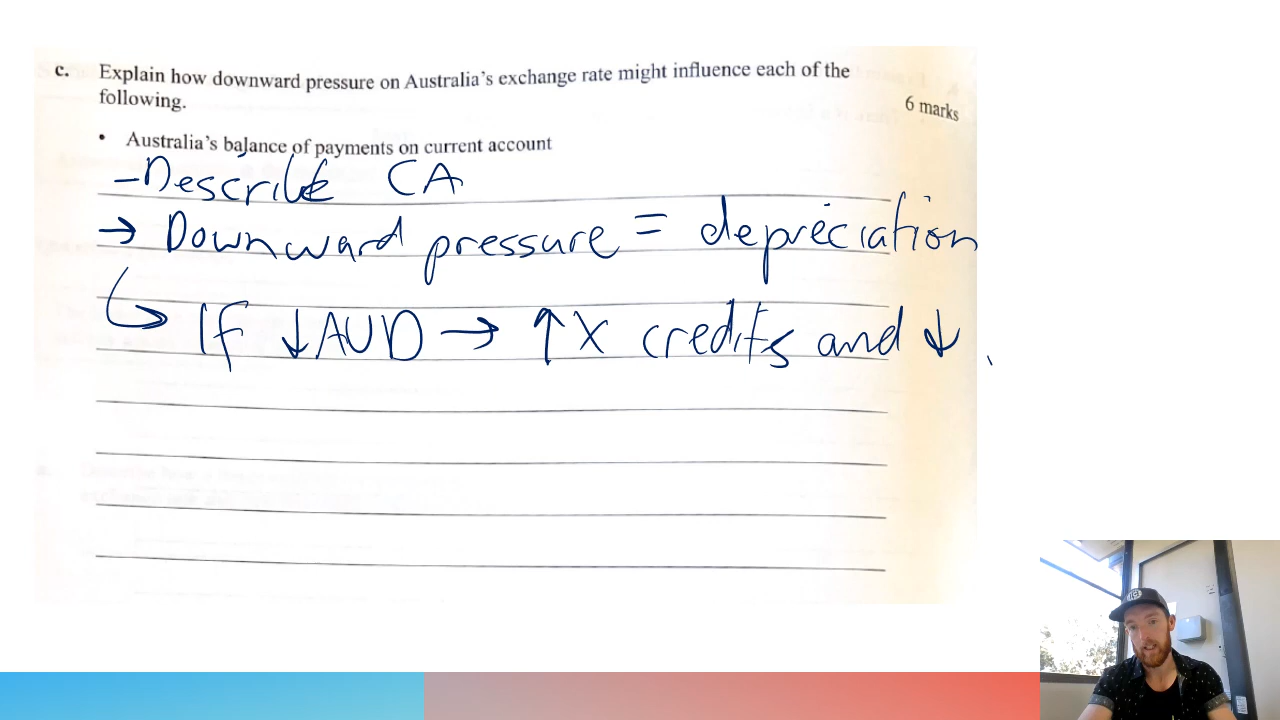 c. Explain how downward pressure on Australia's exchange rate might influence each of the
following.
6 marks
• Australia's balance of payments on current account
-Describe CA
→ Downward pressure = depreciation
↳ If ↓AUD → ↑X credits and ↓